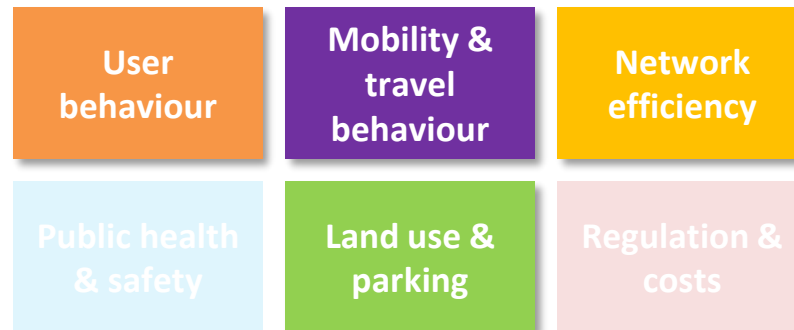 User
behaviour
Mobility &
travel
behaviour
Network
efficiency
Public health
& safety
Land use &
parking
Regulation &
costs